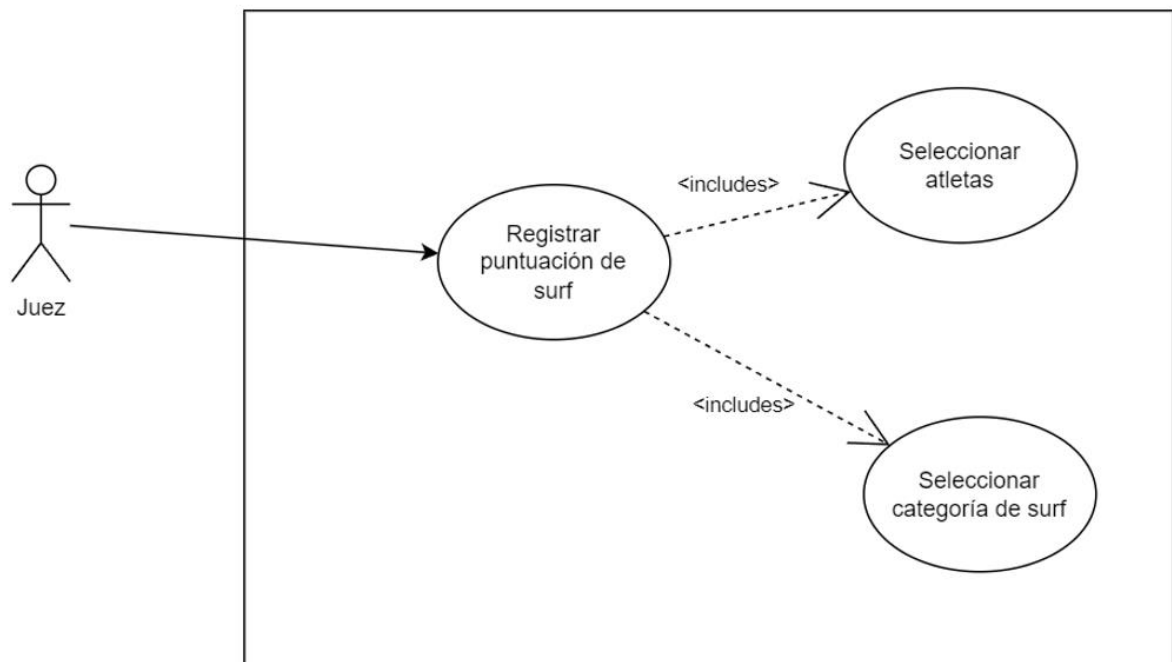 Seleccionar
atletas
<includes>
Registrar
puntuación de
surf
Juez
<includes>
Seleccionar
categoría de surf